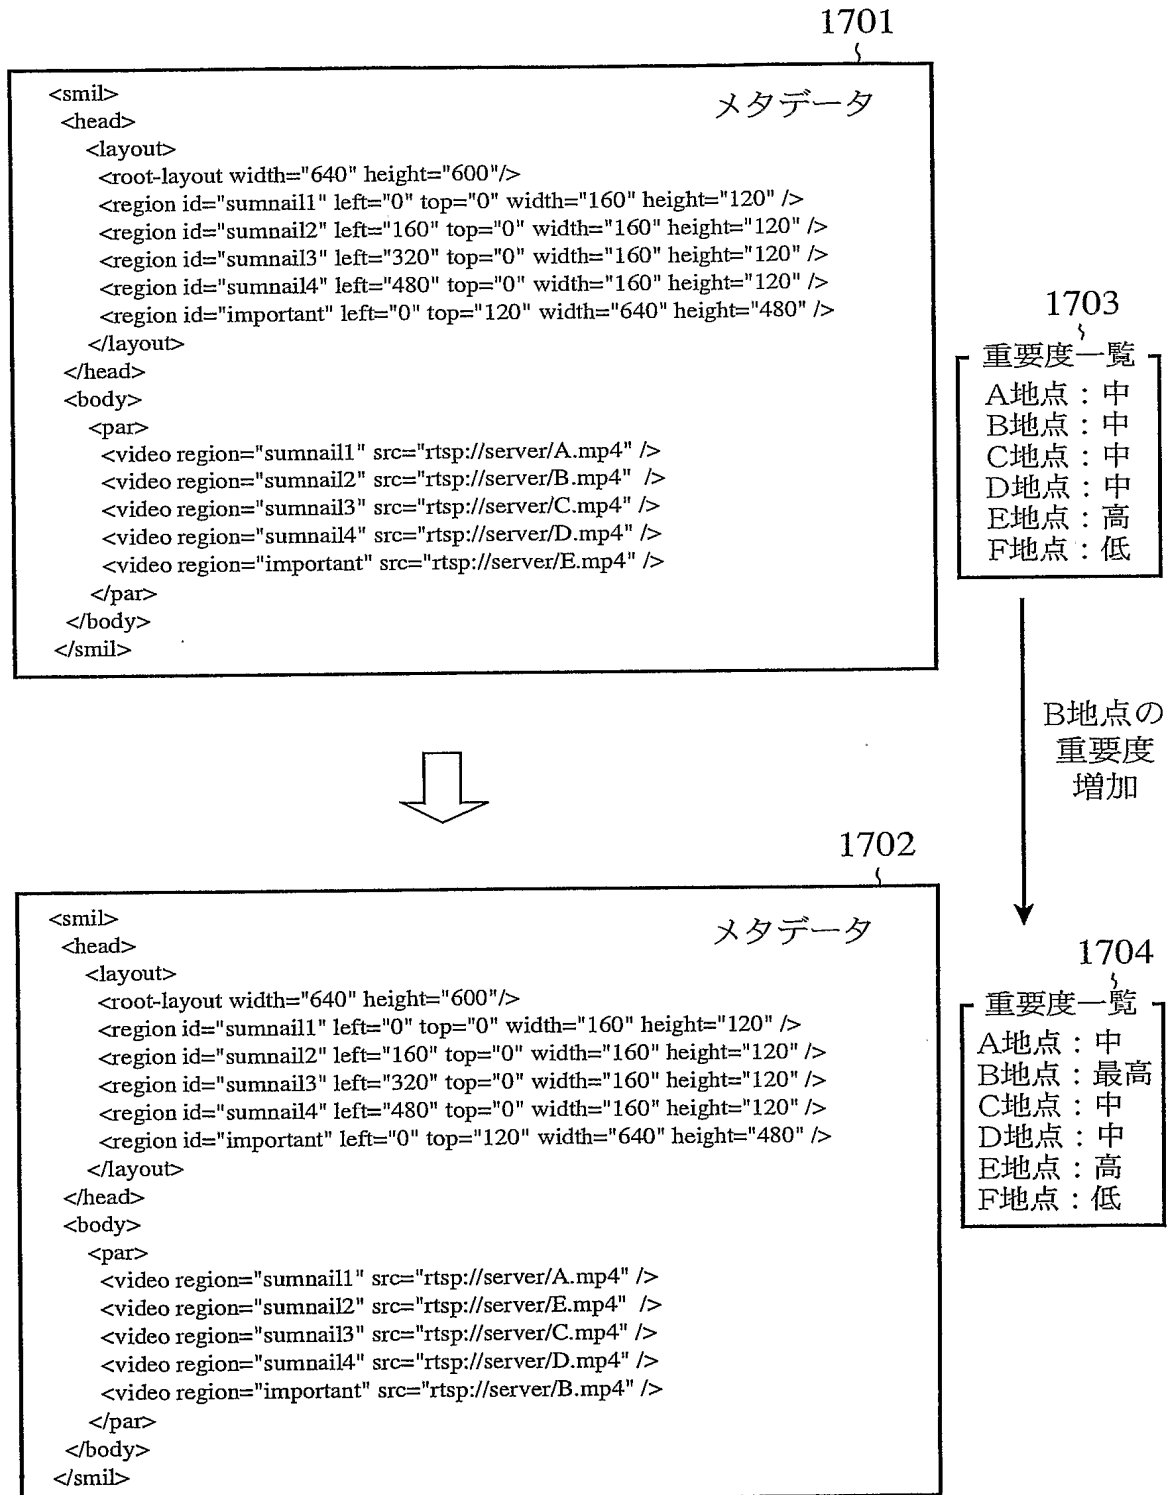 1701
メタデータ
<smil>
<head>
<layout>
<root-layout width="640" height="600"/>
<region id="sumnail1" left="0" top="0" width="160" height="120" />
<region id="sumnail2" left="160" top="0" width="160" height="120" />
<region id="sumnail3" left="320" top="0" width="160" height="120" />
<region id="sumnail4" left="480" top="0" width="160" height="120" />
<region id="important" left="0" top="120" width="640" height="480" />
</layout>
</head>
<body>
<par>
<video region="sumnail1" src="rtsp://server/A.mp4" />
<video region="sumnail2" src="rtsp://server/B.mp4" />
<video region="sumnail3" src="rtsp://server/C.mp4" />
<video region="sumnail4" src="rtsp://server/D.mp4" />
<video region="important" src="rtsp://server/E.mp4" />
</par>
</body>
</smil>
1703
重要度一覧
A地点：中
B地点：中
C地点：中
D地点：中
E地点：高
F地点：低
B地点の
重要度
増加
1702
メタデータ
<smil>
<head>
<layout>
<root-layout width="640" height="600"/>
<region id="sumnail1" left="0" top="0" width="160" height="120" />
<region id="sumnail2" left="160" top="0" width="160" height="120" />
<region id="sumnail3" left="320" top="0" width="160" height="120" />
<region id="sumnail4" left="480" top="0" width="160" height="120" />
<region id="important" left="0" top="120" width="640" height="480" />
</layout>
</head>
<body>
<par>
<video region="sumnail1" src="rtsp://server/A.mp4" />
<video region="sumnail2" src="rtsp://server/E.mp4" />
<video region="sumnail3" src="rtsp://server/C.mp4" />
<video region="sumnail4" src="rtsp://server/D.mp4" />
<video region="important" src="rtsp://server/B.mp4" />
</par>
</body>
</smil>
1704
重要度一覧
A地点：中
B地点：最高
C地点：中
D地点：中
E地点：高
F地点：低